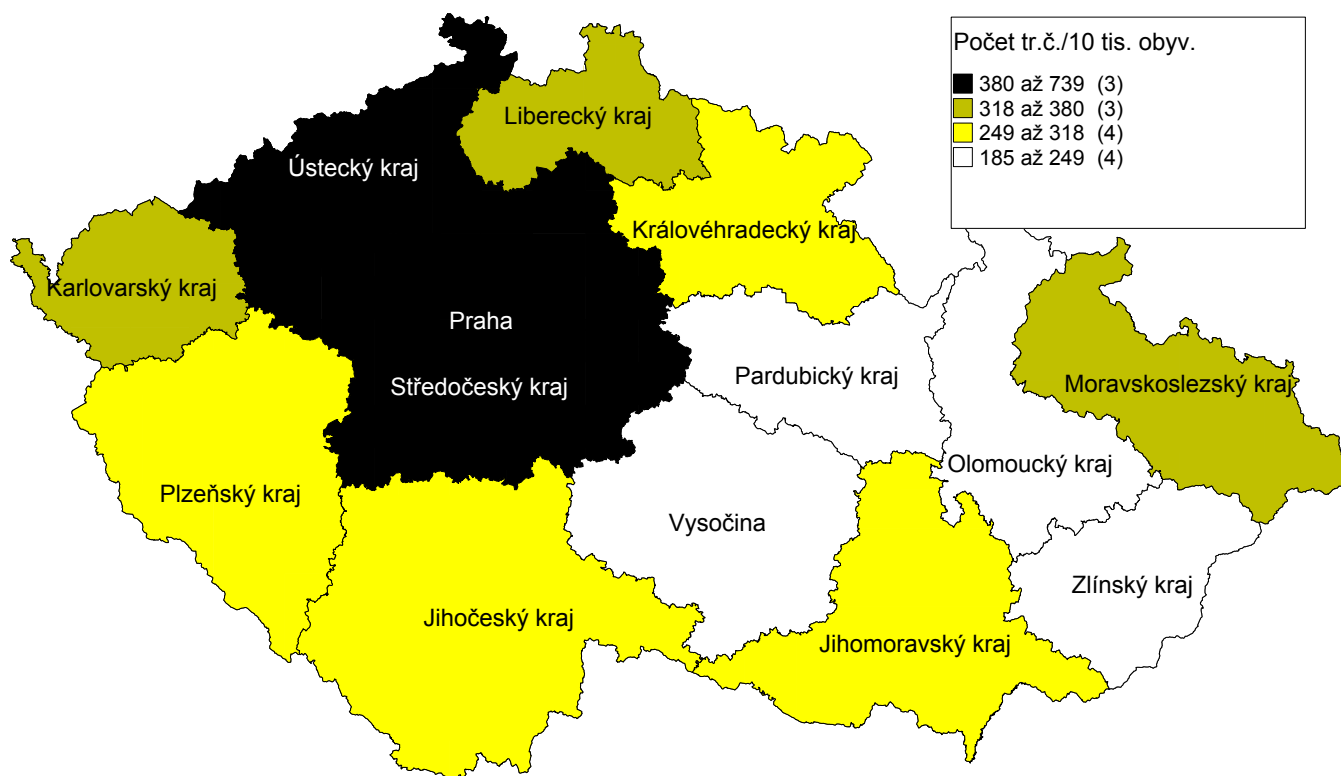 Počet tr.č./10 tis. obyv.
380 až 739 (3)
318 až 380 (3)
249 až 318 (4)
185 až 249 (4)
Liberecký kraj
Ústecký kraj
Královéhradecký kraj
Karlovarský kraj
Praha
Středočeský kraj
Pardubický kraj
Moravskoslezský kraj
Olomoucký kraj
Plzeňský kraj
Vysočina
Zlínský kraj
Jihočeský kraj
Jihomoravský kraj